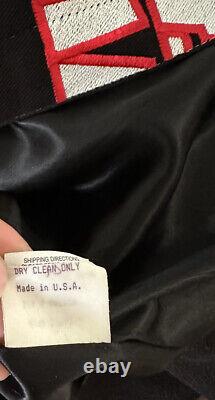 SHIPPING DIRECTIONS
DRY CLEAN ONLY
Made in U.S.A.